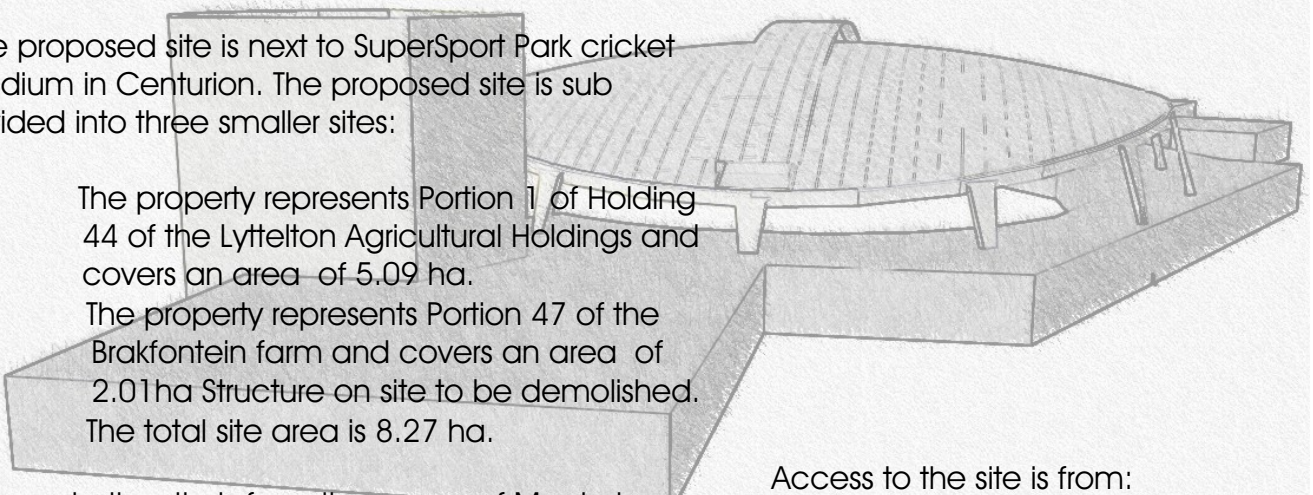 e proposed site is next to SuperSport Park cricket
dium in Centurion. The proposed site is sub
ided into three smaller sites:
The property represents Portion 1 of Holding
44 of the Lyttelton Agricultural Holdings and
covers an area of 5.09 ha.
The property represents Portion 47 of the
Brakfontein farm and covers an area of
2.01ha Structure on site to be demolished.
The total site area is 8.27 ha.
Access to the site is from: